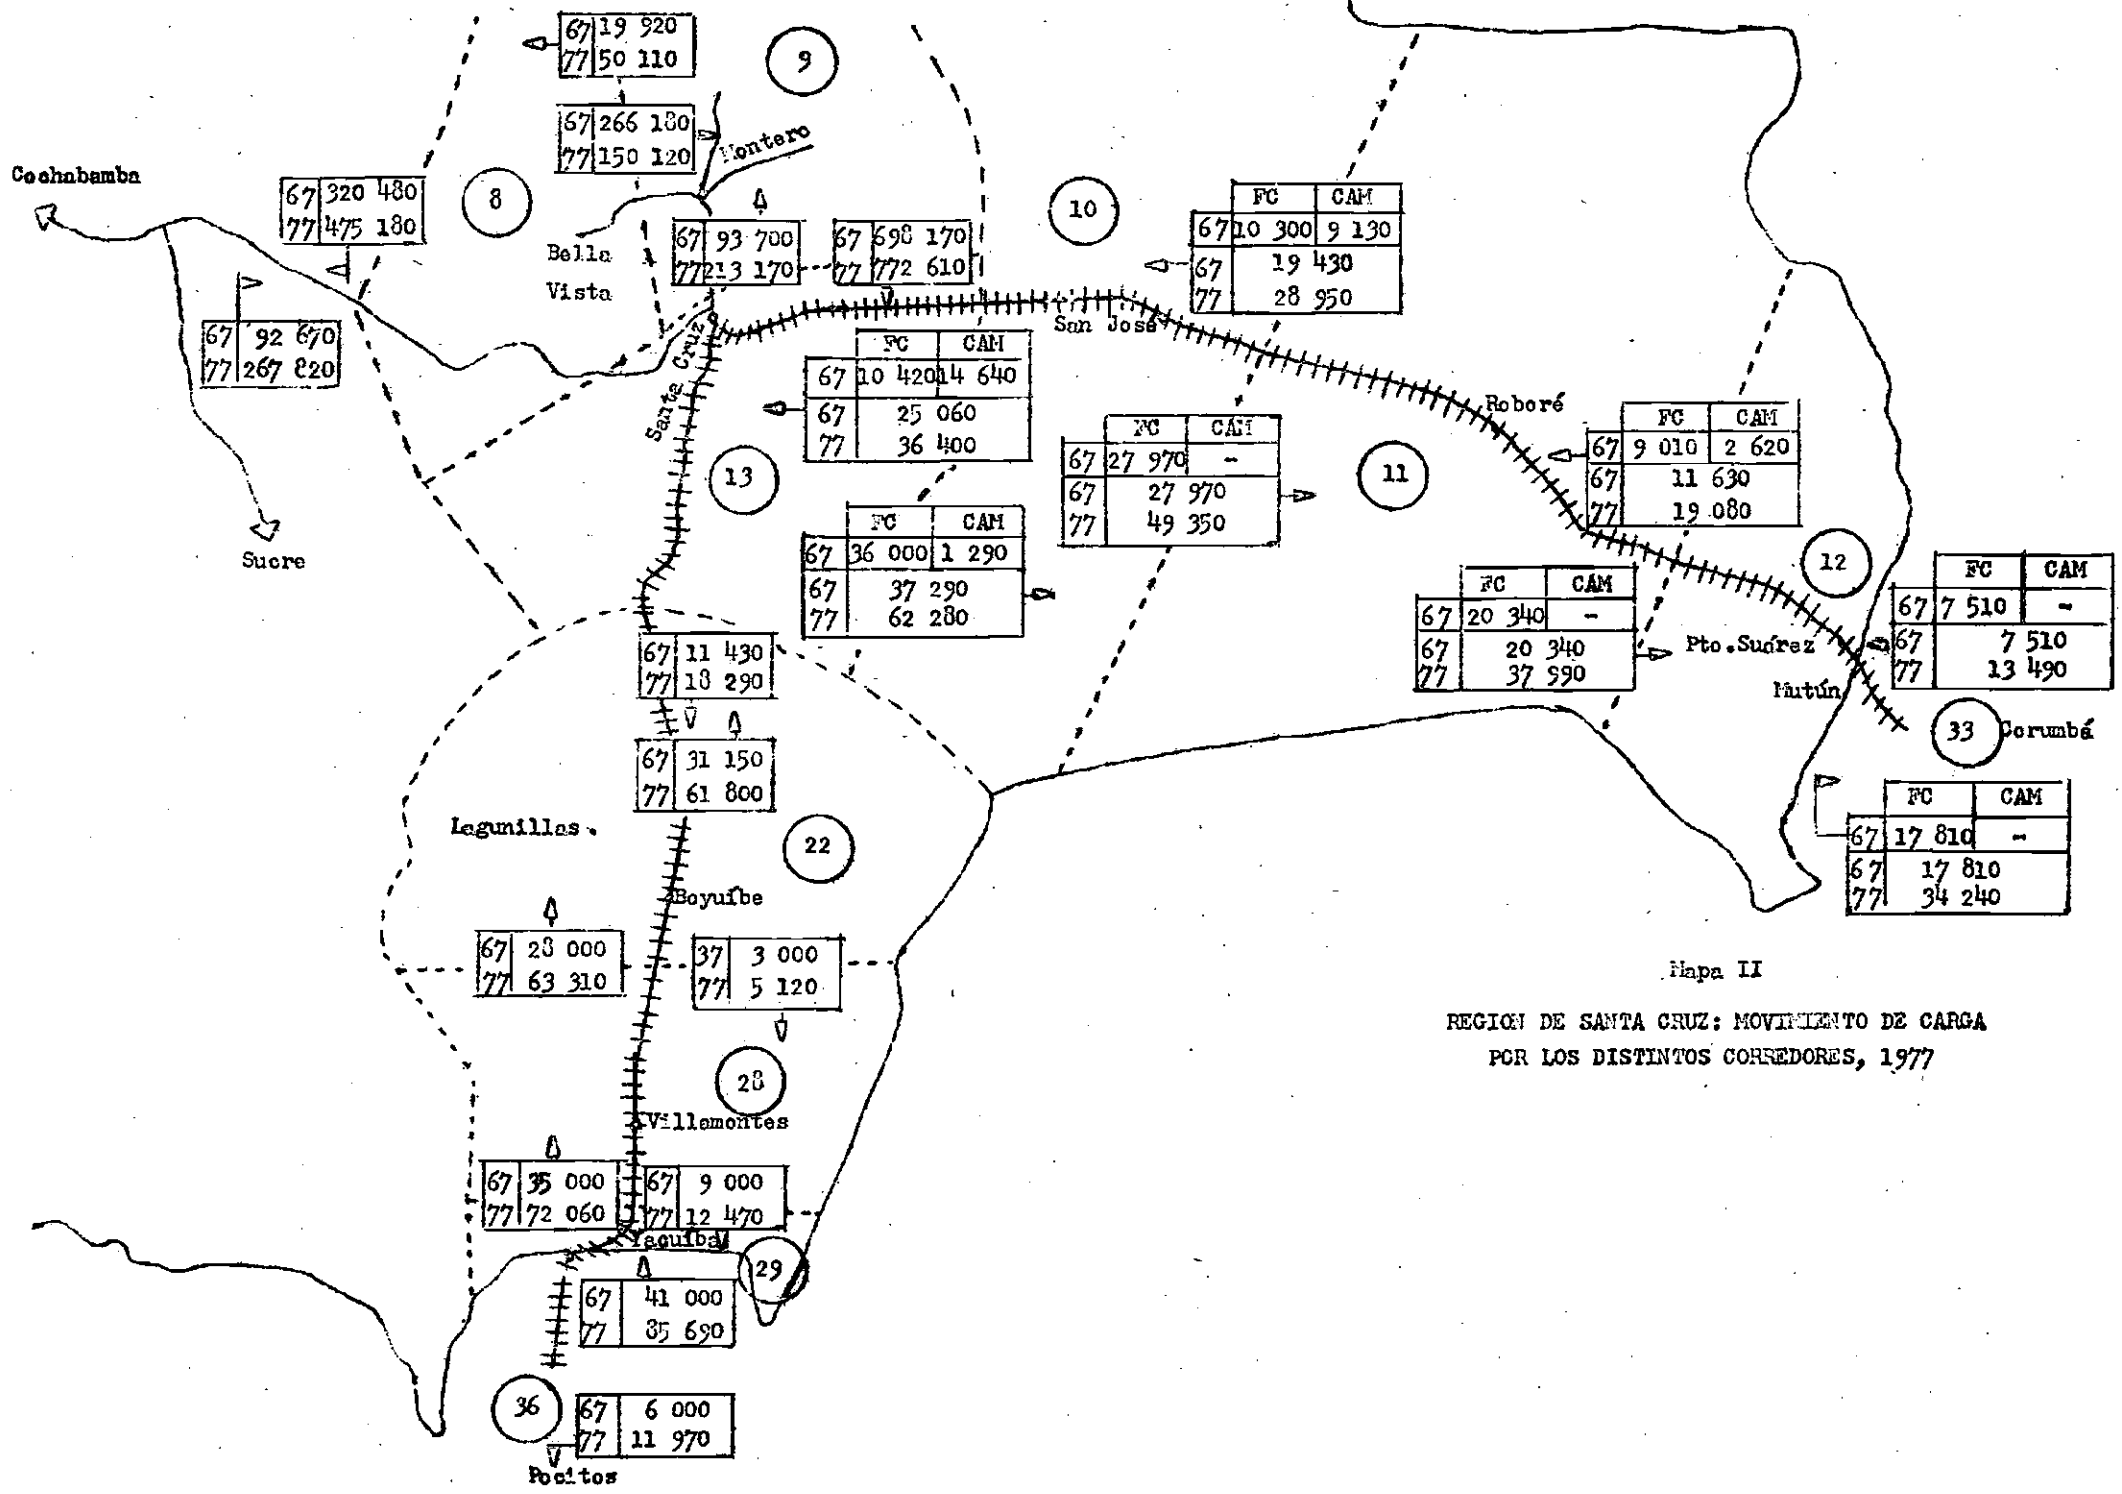 67 19 920
77 50 110
9
67 266 180
77 150 120
Montero
Cochabamba
67 320 480
77 475 180
8
10
FC CAM
67 10 300 9 130
67 19 430
77 28 950
Bella
Vista
67 93 700
77 213 170
67 698 170
77 772 610
67 92 670
77 267 820
Santa Cruz
San José
FC CAM
67 10 420 14 640
67 25 060
77 36 400
Roboré
FC CAM
67 9 010 2 620
67 11 630
77 19 080
13
FC CAM
67 27 970 -
67 27 970
77 49 350
11
Sucre
FC CAM
67 36 000 1 290
67 37 290
77 62 280
12
FC CAM
67 20 340 -
67 20 340
77 37 990
FC CAM
67 7 510 -
67 7 510
77 13 490
Pto.Suárez
Mutún
33
Corumbá
67 11 430
77 18 290
67 31 150
77 61 800
FC CAM
67 17 810 -
67 17 810
77 34 240
Lagunillas
22
Boyuíbe
67 28 000
77 63 310
37 3 000
77 5 120
Mapa II
REGION DE SANTA CRUZ: MOVIMIENTO DE CARGA
POR LOS DISTINTOS CORREDORES, 1977
28
Villamontes
67 35 000
77 72 060
67 9 000
77 12 470
Yacuíba
29
67 41 000
77 85 690
36
67 6 000
77 11 970
Pocitos